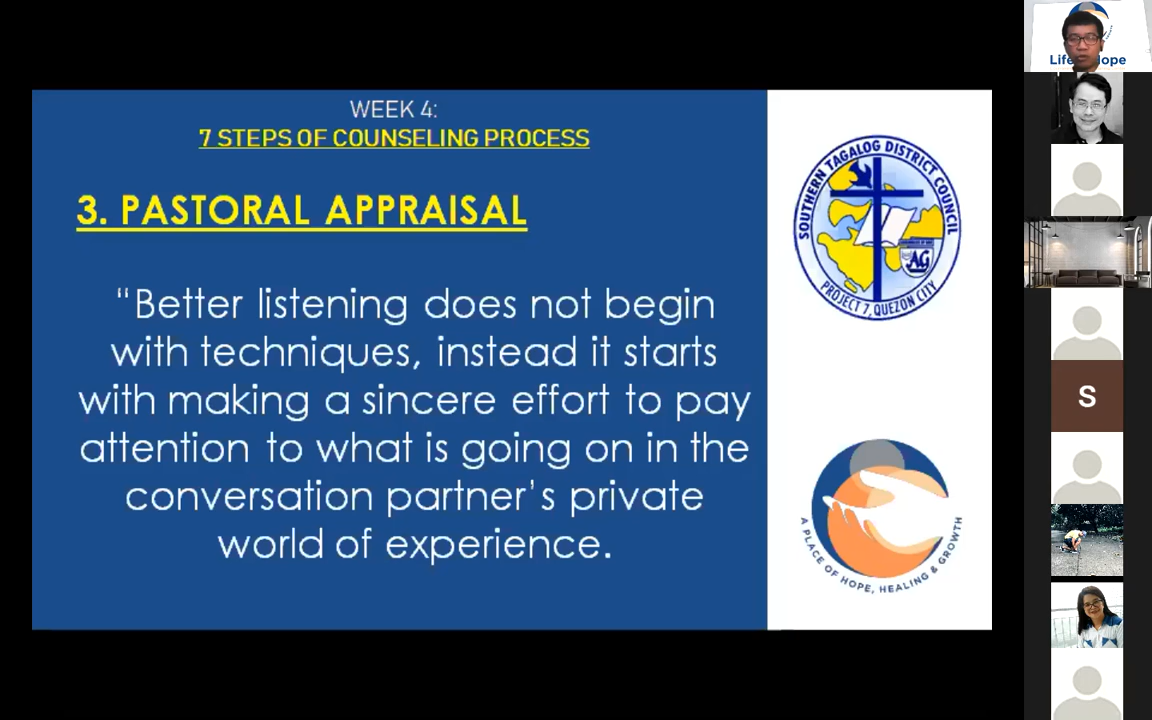 WEEK 4:
7 STEPS OF COUNSELING PROCESS
3. PASTORAL APPRAISAL
“Better listening does not begin
with techniques, instead it starts
with making a sincere effort to pay
attention to what is going on in the
conversation partner’s private
world of experience.
SOUTHERN TAGALOG DISTRICT COUNCIL
AG
PROJECT 7, QUEZON CITY
A PLACE OF HOPE, HEALING & GROWTH
S